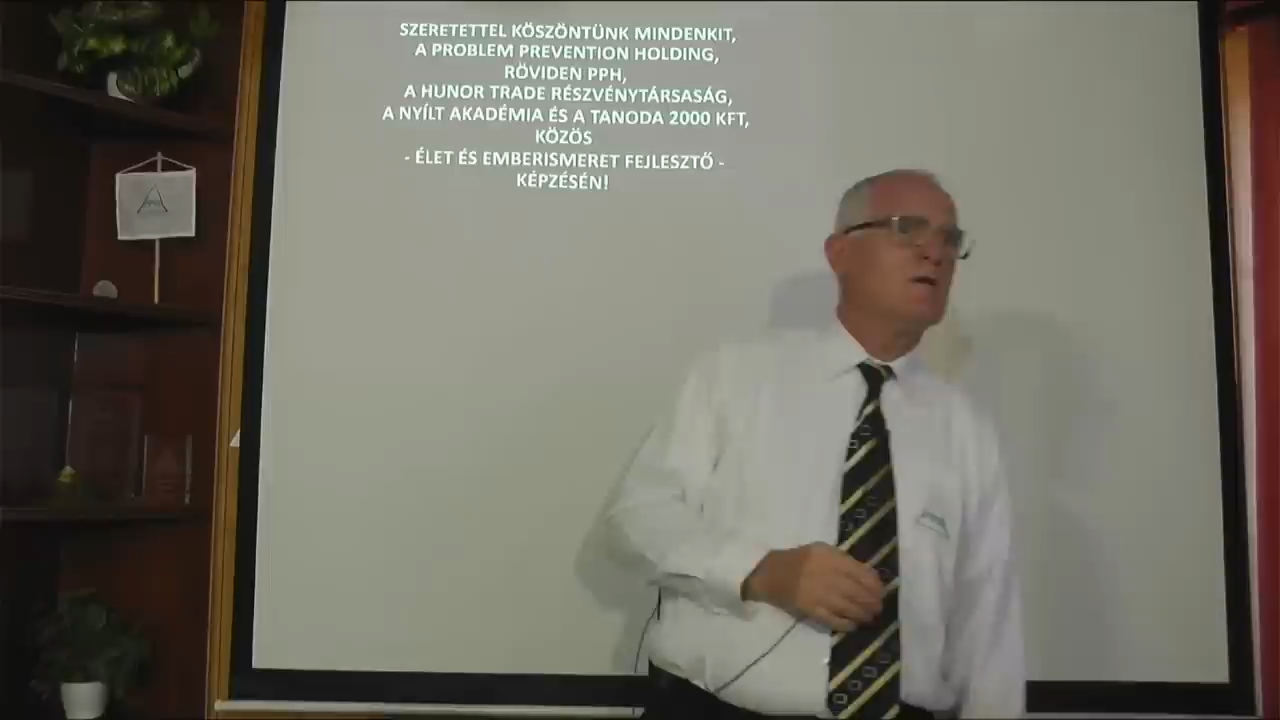 SZERETETTEL KÖSZÖNTÜNK MINDENKIT,
A PROBLEM PREVENTION HOLDING,
RÖVIDEN PPH,
A HUNOR TRADE RÉSZVÉNYTÁRSASÁG,
A NYÍLT AKADÉMIA ÉS A TANODA 2000 KFT,
KÖZÖS
- ÉLET ÉS EMBERISMERET FEJLESZTŐ -
KÉPZÉSÉN!